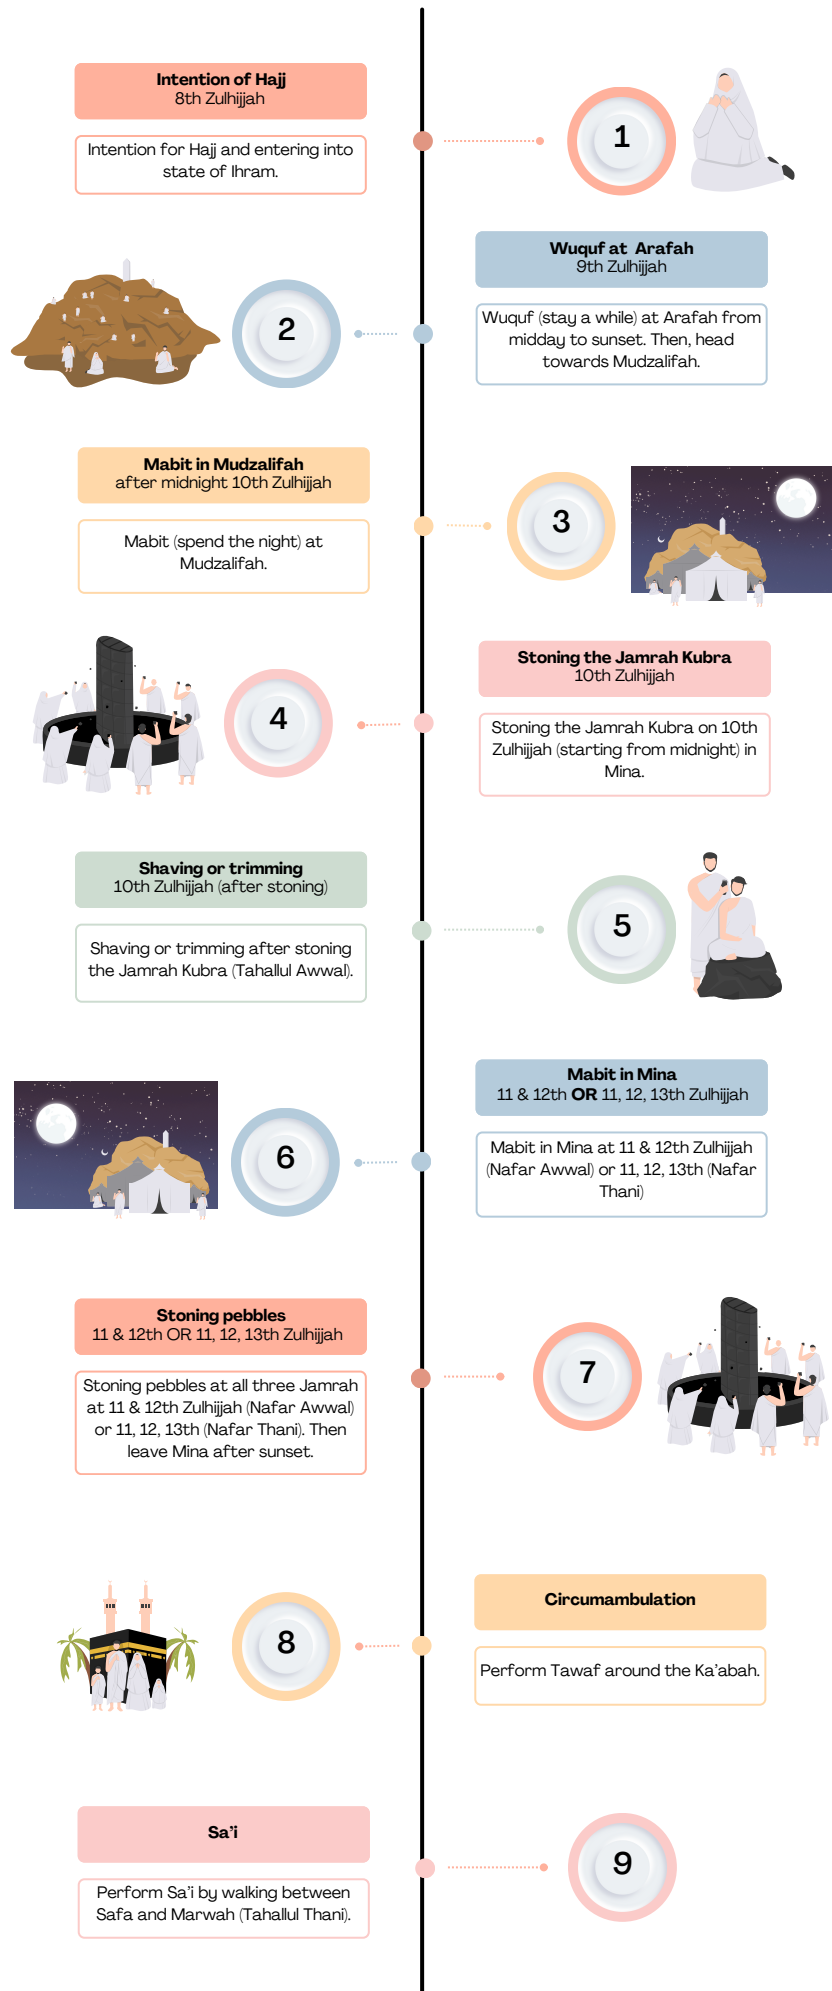 Intention of Hajj
8th Zulhijjah
Intention for Hajj and entering into
state of Ihram.
1
Wuquf at Arafah
9th Zulhijjah
Wuquf (stay a while) at Arafah from
midday to sunset. Then, head
towards Mudzalifah.
2
Mabit in Mudzalifah
after midnight 10th Zulhijjah
Mabit (spend the night) at
Mudzalifah.
3
Stoning the Jamrah Kubra
10th Zulhijjah
Stoning the Jamrah Kubra on 10th
Zulhijjah (starting from midnight) in
Mina.
4
Shaving or trimming
10th Zulhijjah (after stoning)
Shaving or trimming after stoning
the Jamrah Kubra (Tahallul Awwal).
5
Mabit in Mina
11 & 12th OR 11, 12, 13th Zulhijjah
Mabit in Mina at 11 & 12th Zulhijjah
(Nafar Awwal) or 11, 12, 13th (Nafar
Thani)
6
Stoning pebbles
11 & 12th OR 11, 12, 13th Zulhijjah
Stoning pebbles at all three Jamrah
at 11 & 12th Zulhijjah (Nafar Awwal)
or 11, 12, 13th (Nafar Thani). Then
leave Mina after sunset.
7
Circumambulation
Perform Tawaf around the Ka'abah.
8
Sa'i
Perform Sa'i by walking between
Safa and Marwah (Tahallul Thani).
9